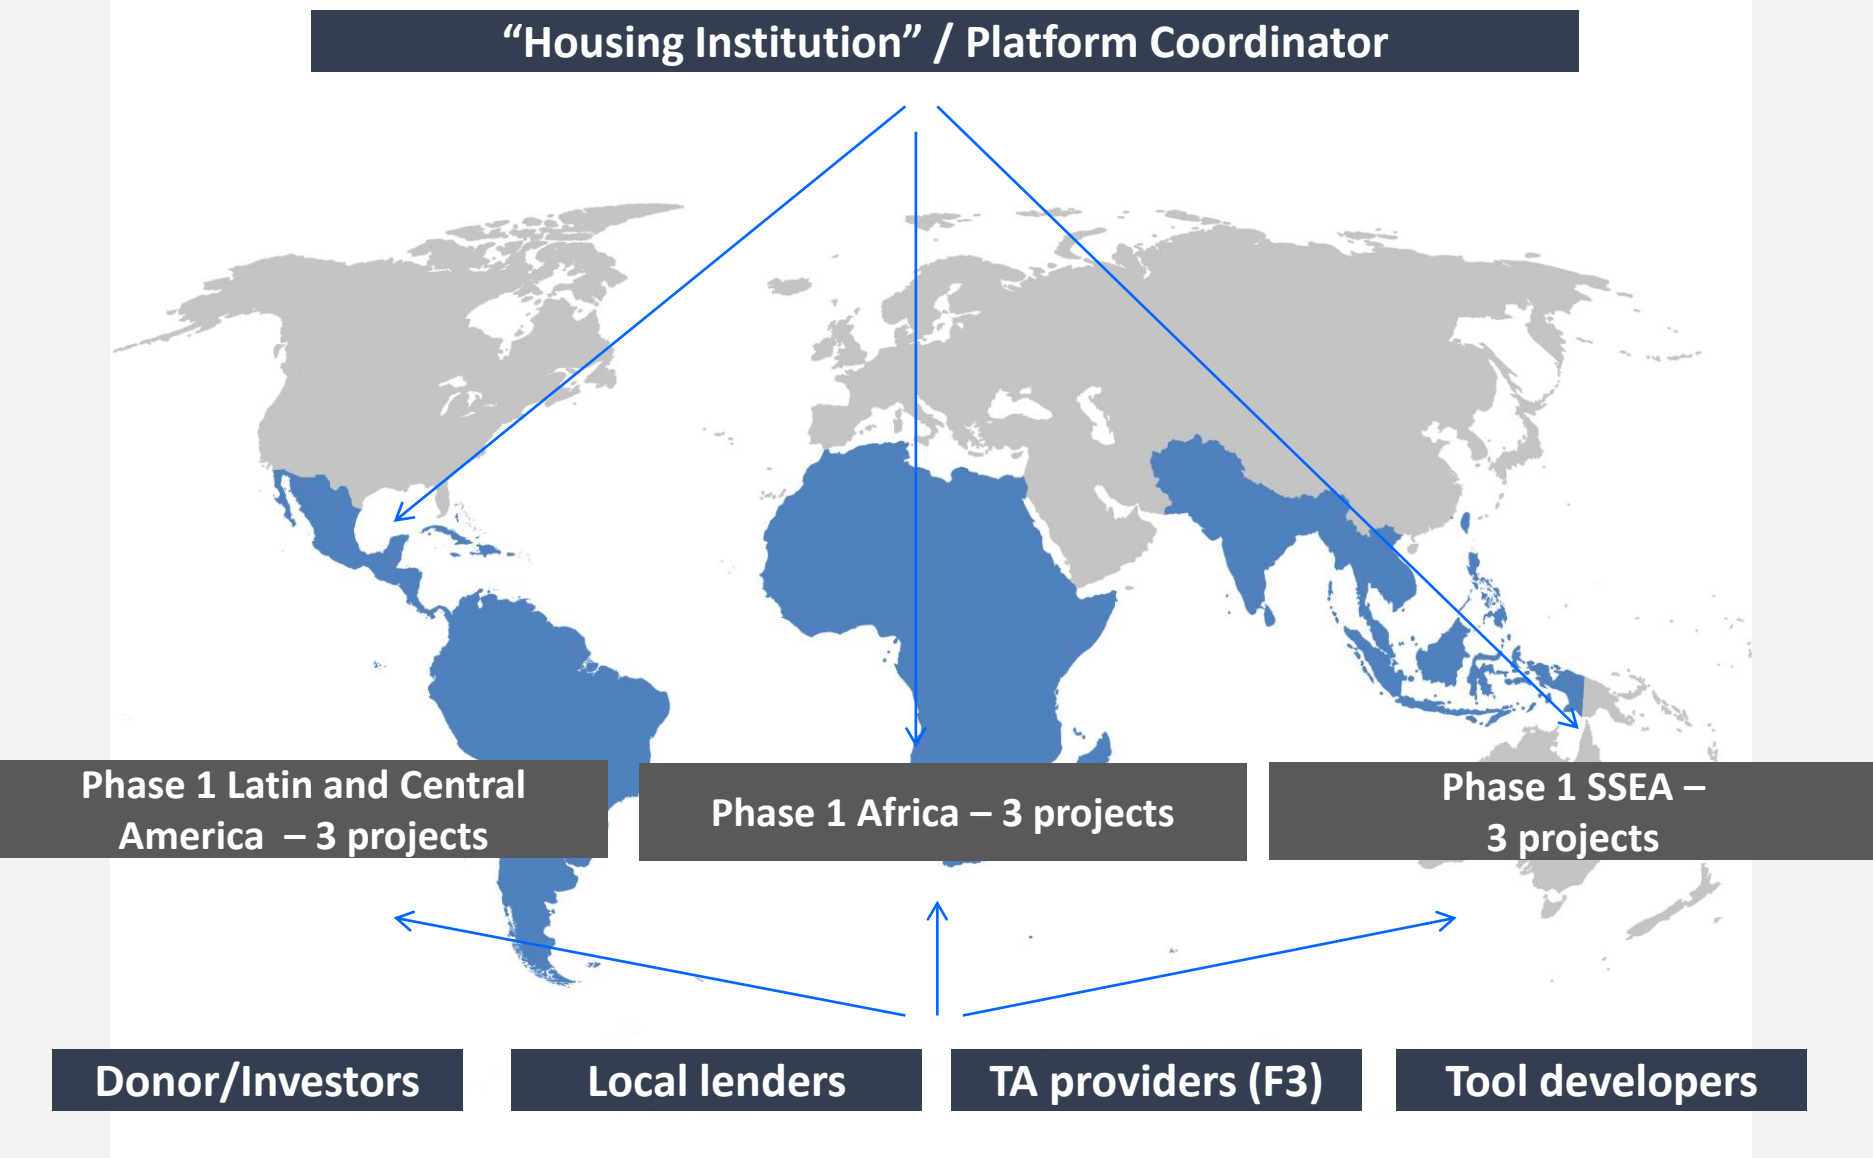 “Housing Institution” / Platform Coordinator
Phase 1 Latin and Central
America – 3 projects
Phase 1 Africa – 3 projects
Phase 1 SSEA –
3 projects
Donor/Investors
Local lenders
TA providers (F3)
Tool developers